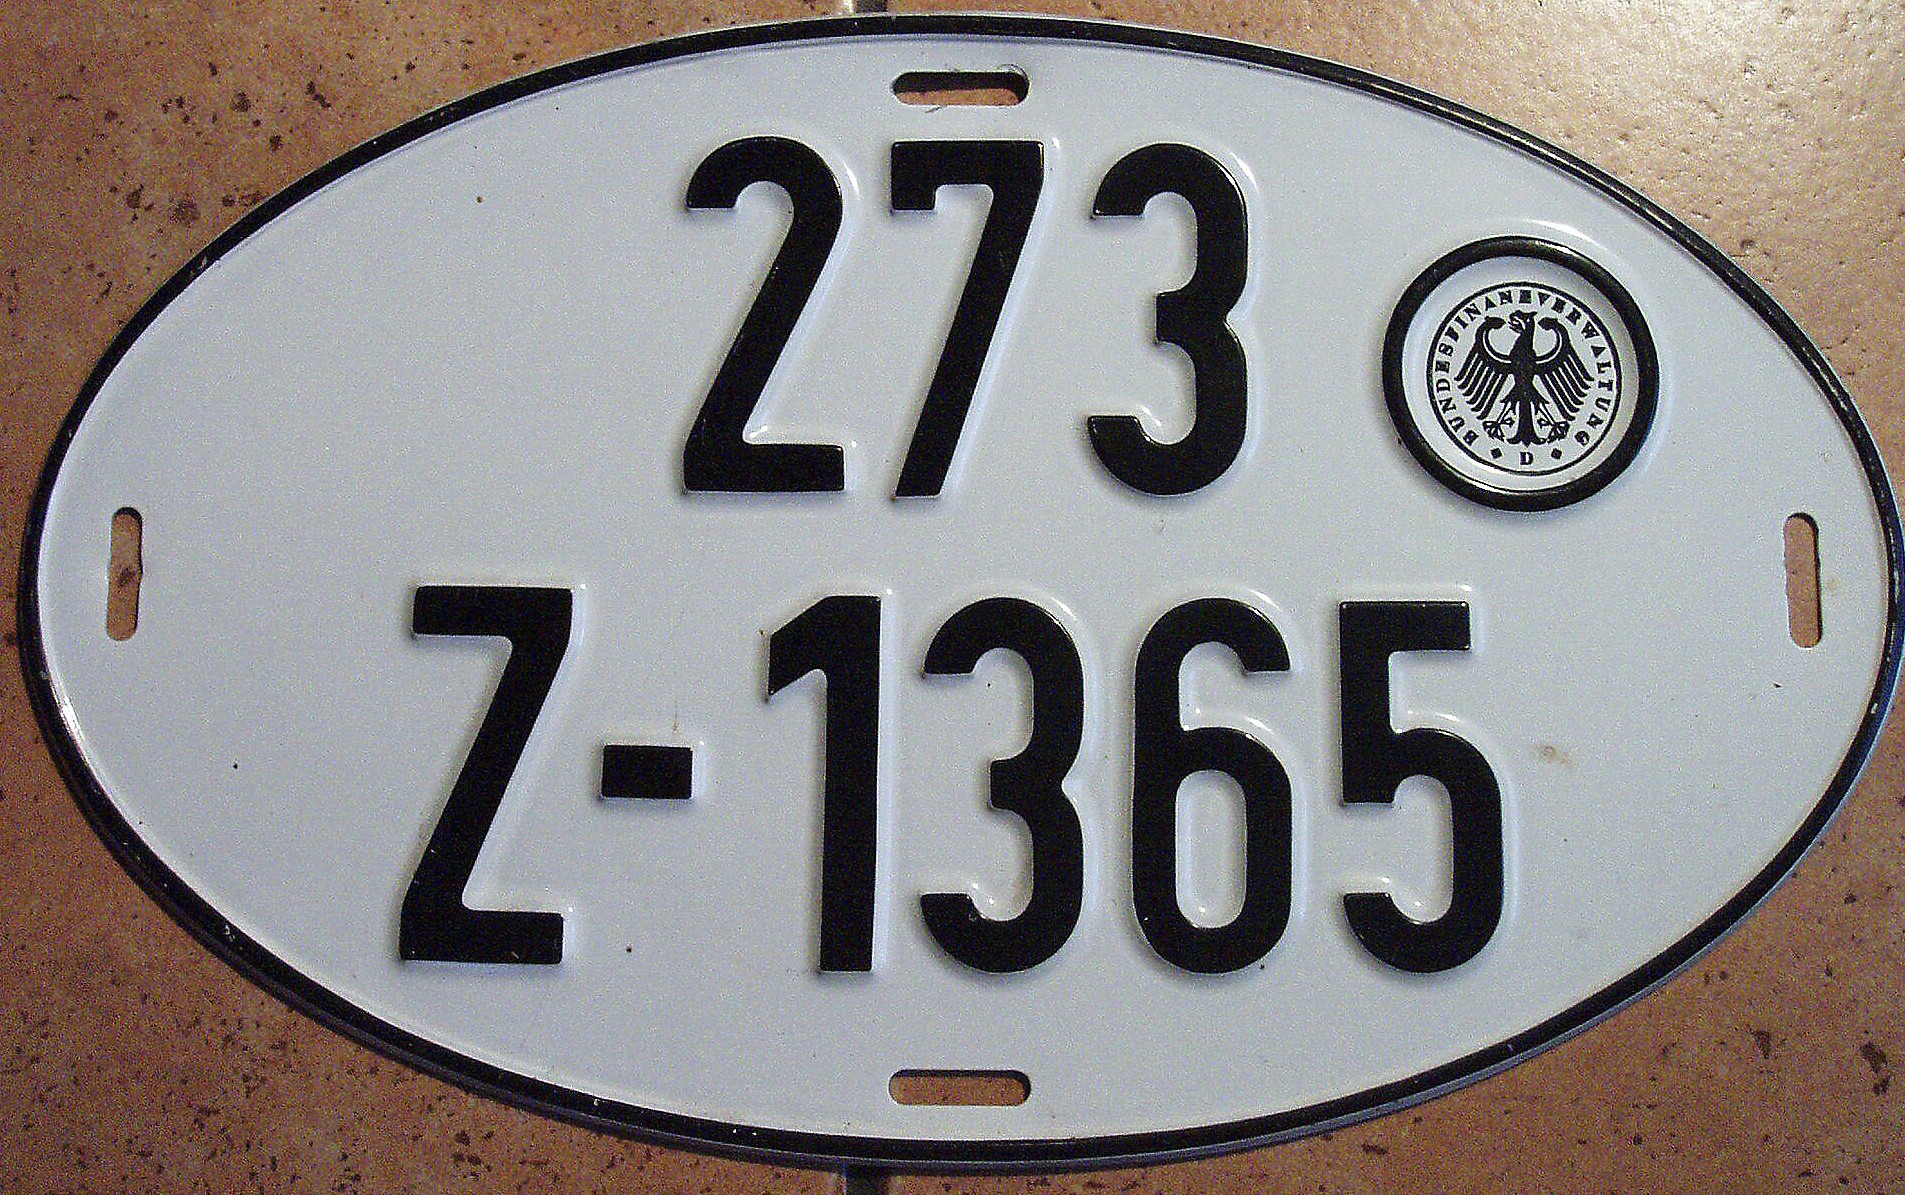 273
BUNDESFINANZVERWALTUNG
D
Z-1365